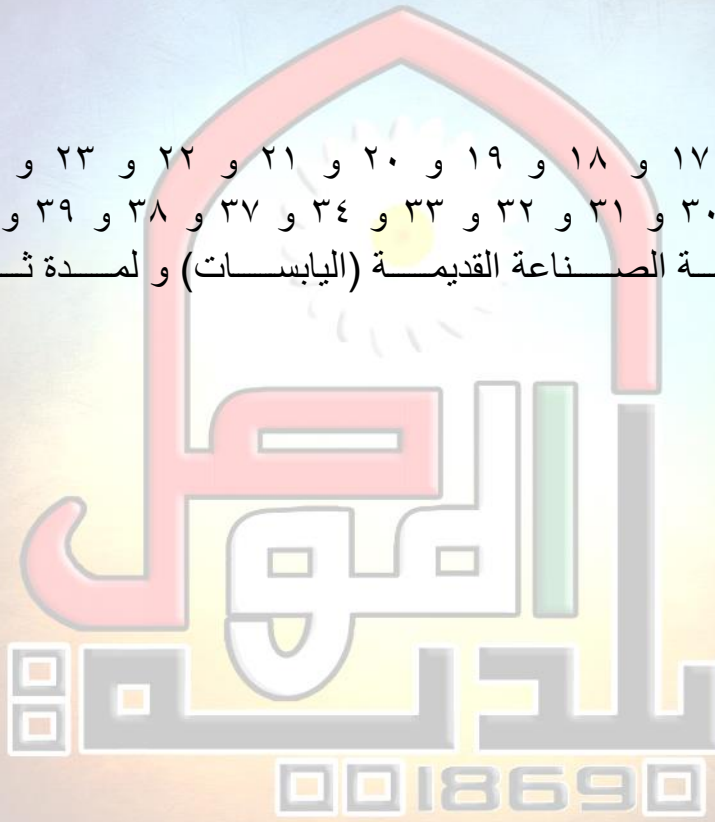 ١٧ و ١٨ و ١٩ و ٢٠ و ٢١ و ٢٢ و ٢٣ و
٣٠ و ٣١ و ٣٢ و ٣٣ و ٣٤ و ٣٧ و ٣٨ و ٣٩ و
الصناعة القديمة (اليابسات) و لمدة
الموصل
بلدية
1869